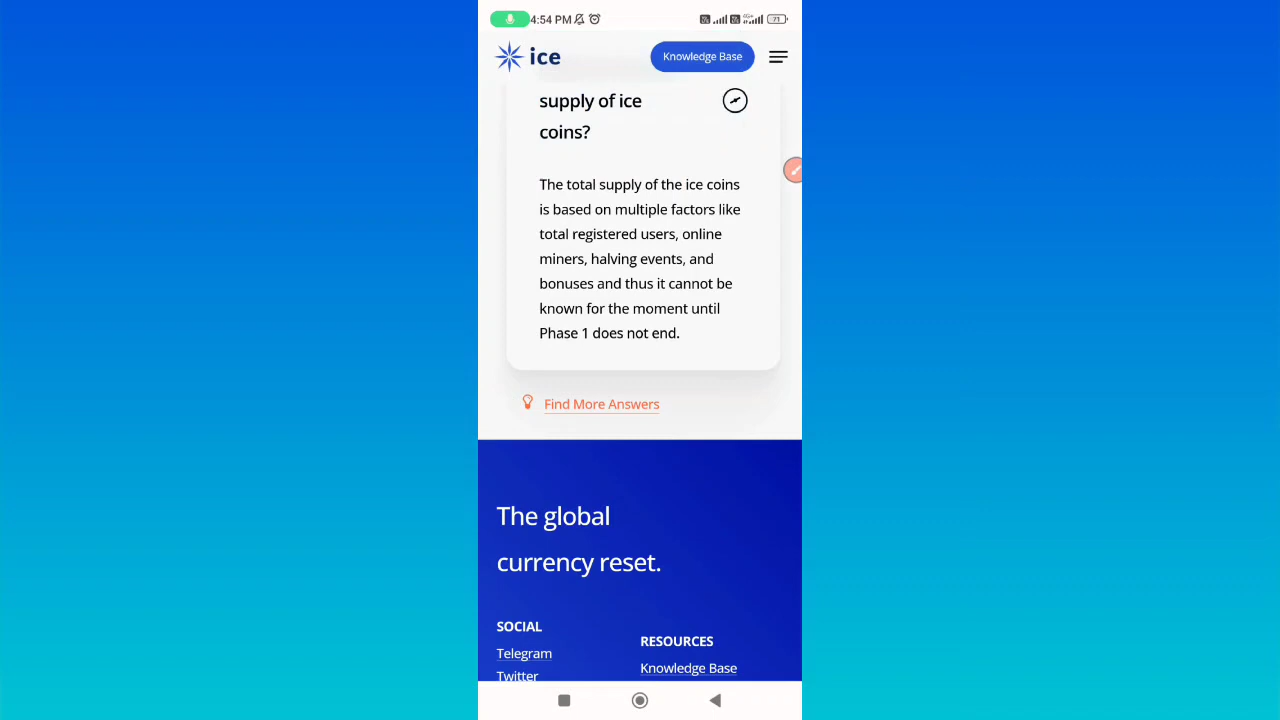 4:54 PM
4G+
71
ice
Knowledge Base
supply of ice
coins?
The total supply of the ice coins
is based on multiple factors like
total registered users, online
miners, halving events, and
bonuses and thus it cannot be
known for the moment until
Phase 1 does not end.
Find More Answers
The global
currency reset.
SOCIAL
Telegram
Twitter
RESOURCES
Knowledge Base